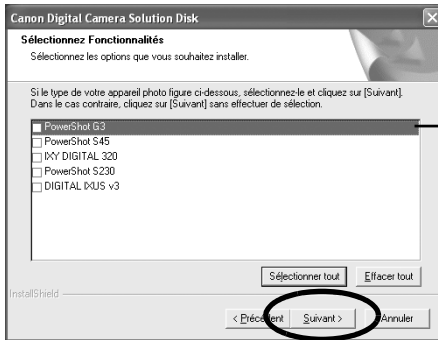 Canon Digital Camera Solution Disk
Sélectionnez Fonctionnalités
Sélectionnez les options que vous souhaitez installer.
Si le type de votre appareil photo figure ci-dessous, sélectionnez-le et cliquez sur [Suivant].
Dans le cas contraire, cliquez sur [Suivant] sans effectuer de sélection.
PowerShot G3
PowerShot S45
IXY DIGITAL 320
PowerShot S230
DIGITAL IXUS v3
Sélectionner tout
Effacer tout
InstallShield
< Précédent
Suivant >
Annuler